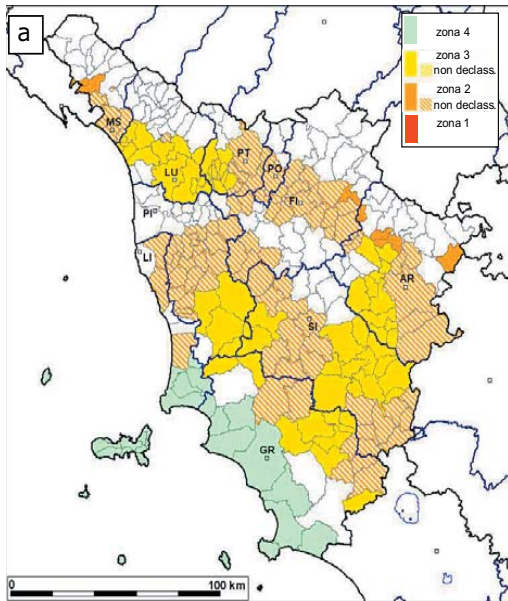 a
zona 4
zona 3
non declass.
zona 2
non declass.
zona 1
MS
PT
PO
LU
FI
PI
LI
AR
SI
GR
0 100 km